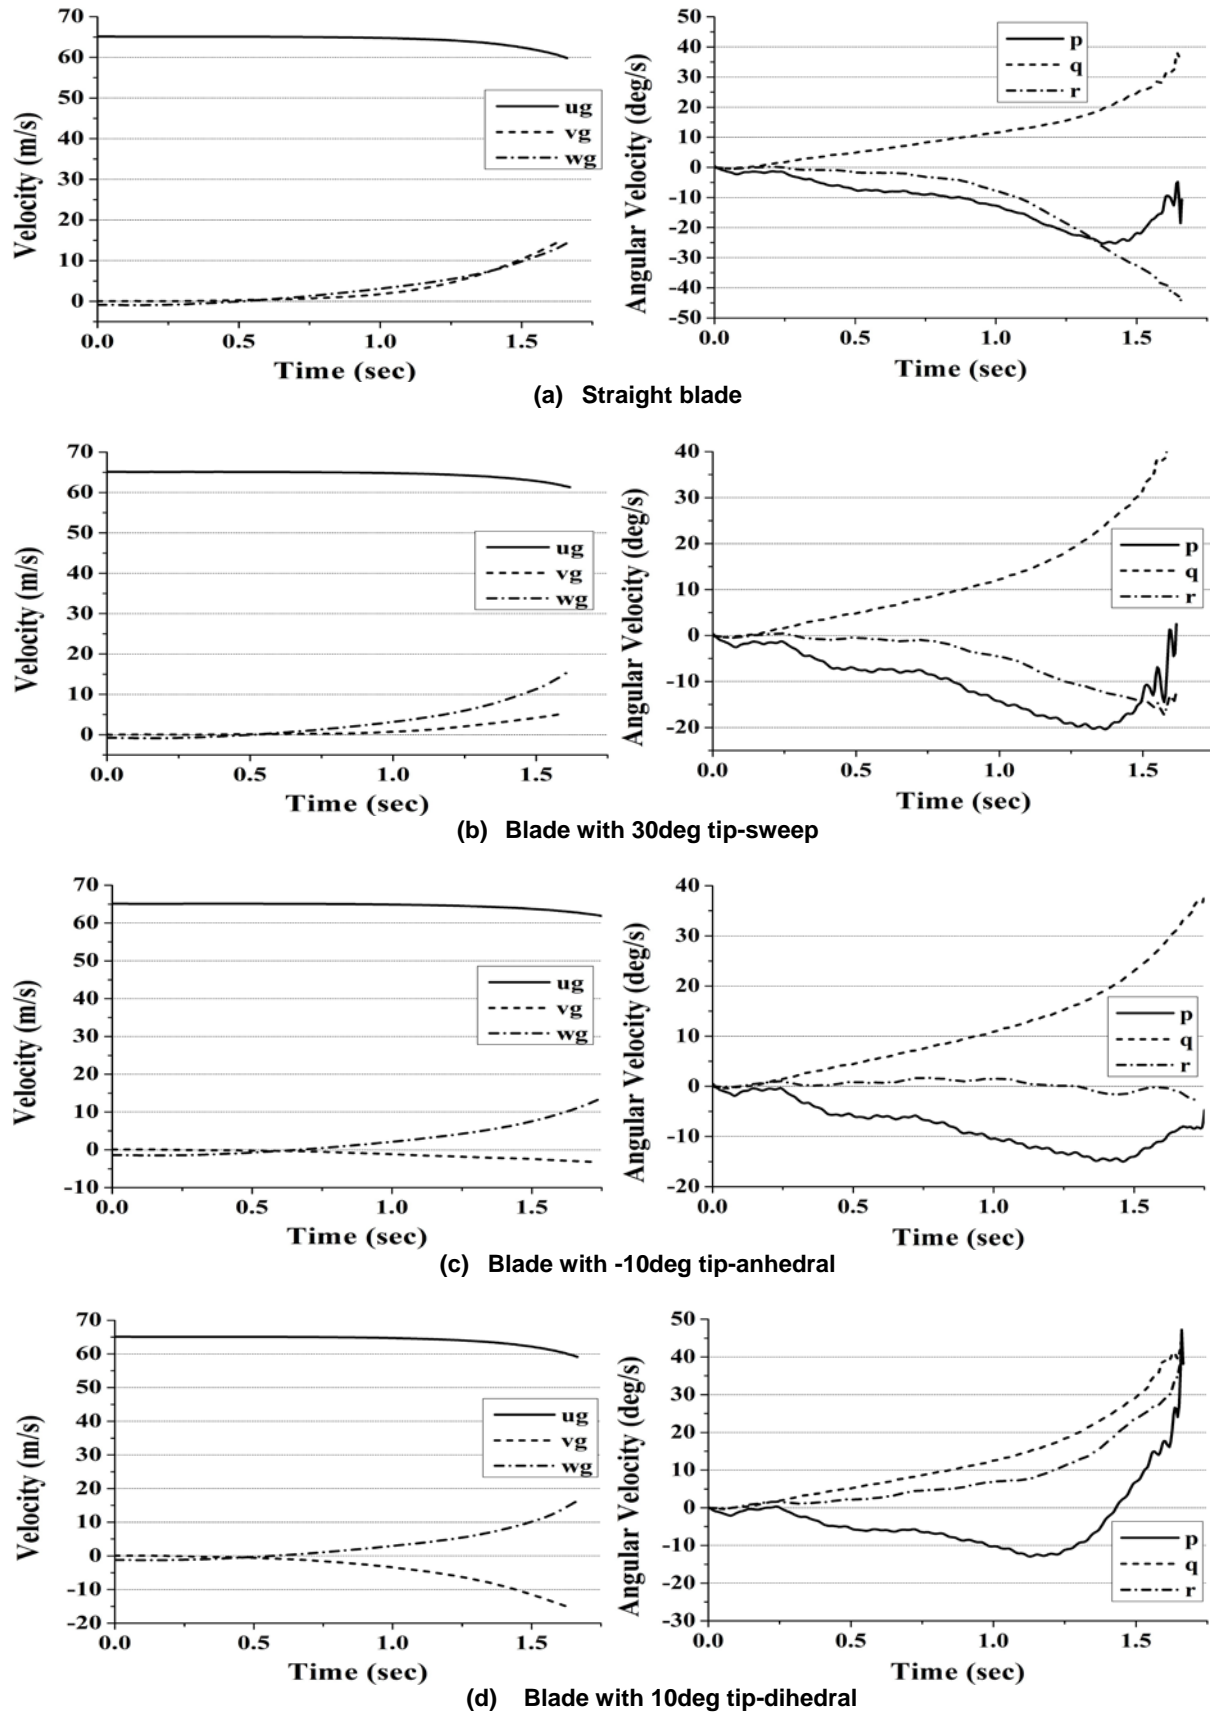 70
60
50
40
30
20
10
0
Velocity (m/s)
ug
vg
wg
0.0 0.5 1.0 1.5
Time (sec)
50
40
30
20
10
0
-10
-20
-30
-40
-50
Angular Velocity (deg/s)
p
q
r
0.0 0.5 1.0 1.5
Time (sec)
(a) Straight blade
70
60
50
40
30
20
10
0
Velocity (m/s)
ug
vg
wg
0.0 0.5 1.0 1.5
Time (sec)
40
30
20
10
0
-10
-20
Angular Velocity (deg/s)
p
q
r
0.0 0.5 1.0 1.5
Time (sec)
(b) Blade with 30deg tip-sweep
70
60
50
40
30
20
10
0
-10
Velocity (m/s)
ug
vg
wg
0.0 0.5 1.0 1.5
Time (sec)
40
30
20
10
0
-10
-20
Angular Velocity (deg/s)
p
q
r
0.0 0.5 1.0 1.5
Time (sec)
(c) Blade with -10deg tip-anhedral
70
60
50
40
30
20
10
0
-10
-20
Velocity (m/s)
ug
vg
wg
0.0 0.5 1.0 1.5
Time (sec)
50
40
30
20
10
0
-10
-20
-30
Angular Velocity (deg/s)
p
q
r
0.0 0.5 1.0 1.5
Time (sec)
(d) Blade with 10deg tip-dihedral